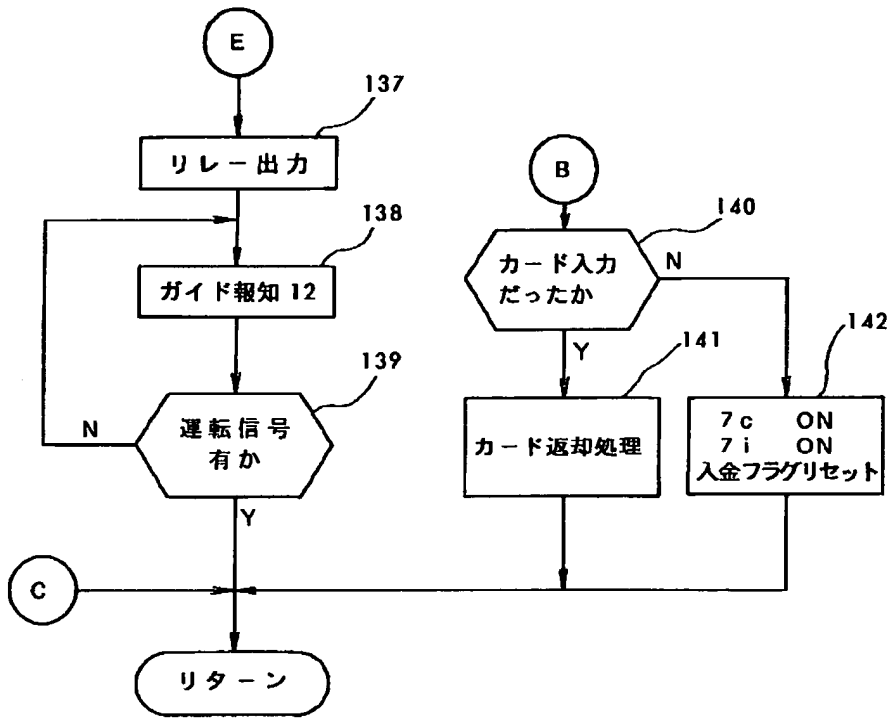 E
137
リレー出力
138
ガイド報知 12
139
運転信号
有か
N
Y
C
リターン
B
140
カード入力
だったか
N
Y
141
カード返却処理
142
7c ON
7i ON
入金フラグリセット